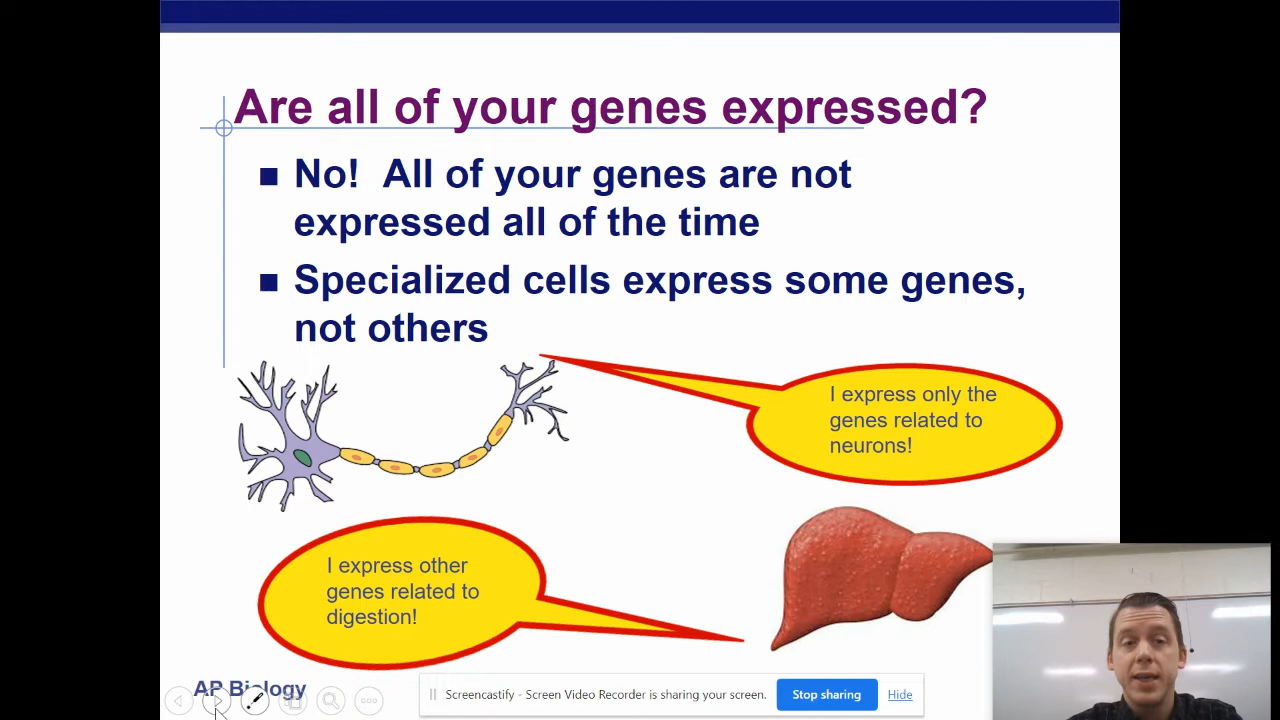 Are all of your genes expressed?
■ No!  All of your genes are not
expressed all of the time
■ Specialized cells express some genes,
not others
I express only the
genes related to
neurons!
I express other
genes related to
digestion!
AP Biology
Screencastify - Screen Video Recorder is sharing your screen.
Stop sharing
Hide